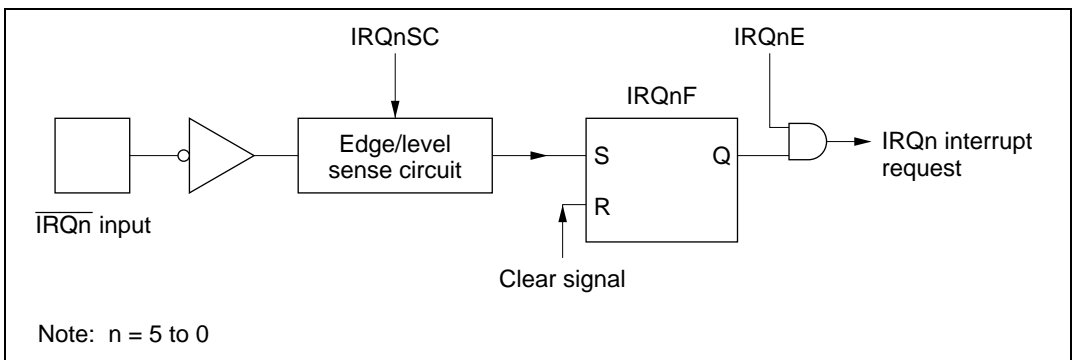 IRQnSC
IRQnE
IRQnF
Edge/level
sense circuit
S
Q
R
IRQn interrupt
request
IRQn input
Clear signal
Note: n = 5 to 0